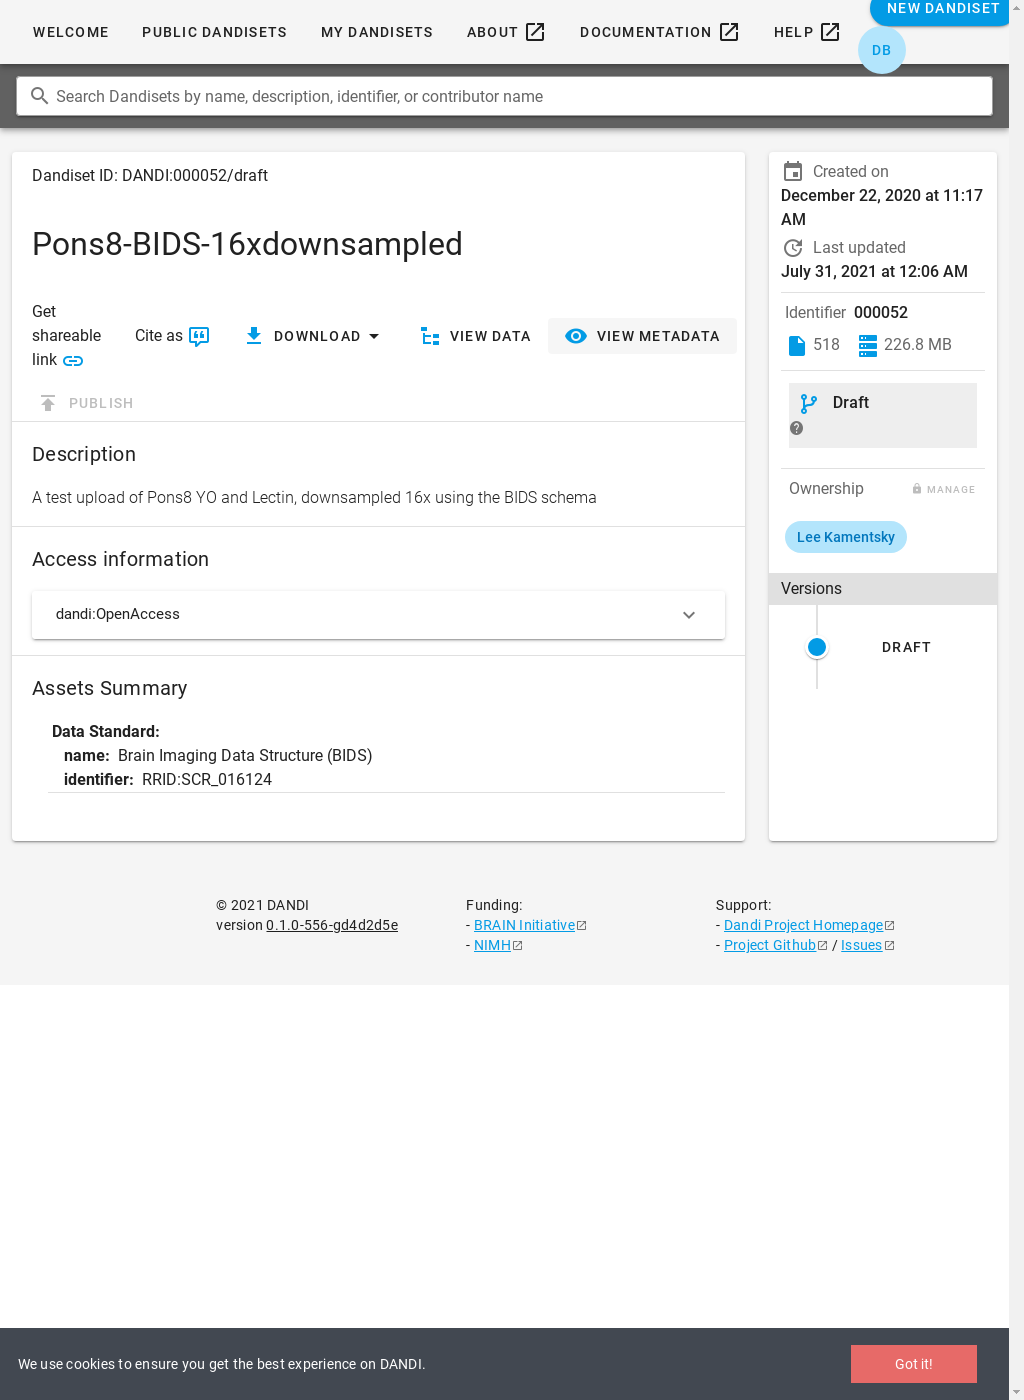 WELCOME PUBLIC DANDISETS MY DANDISETS ABOUT DOCUMENTATION HELP NEW DANDISET
DB
Search Dandisets by name, description, identifier, or contributor name
Dandiset ID: DANDI:000052/draft
Pons8-BIDS-16xdownsampled
Get
shareable
link
Cite as
DOWNLOAD
VIEW DATA
VIEW METADATA
PUBLISH
Description
A test upload of Pons8 YO and Lectin, downsampled 16x using the BIDS schema
Access information
dandi:OpenAccess
Assets Summary
Data Standard:
name: Brain Imaging Data Structure (BIDS)
identifier: RRID:SCR_016124
Created on
December 22, 2020 at 11:17
AM
Last updated
July 31, 2021 at 12:06 AM
Identifier 000052
518 226.8 MB
Draft
Ownership MANAGE
Lee Kamentsky
Versions
DRAFT
© 2021 DANDI
version 0.1.0-556-gd4d2d5e
Funding:
- BRAIN Initiative
- NIMH
Support:
- Dandi Project Homepage
- Project Github / Issues
We use cookies to ensure you get the best experience on DANDI.
Got it!